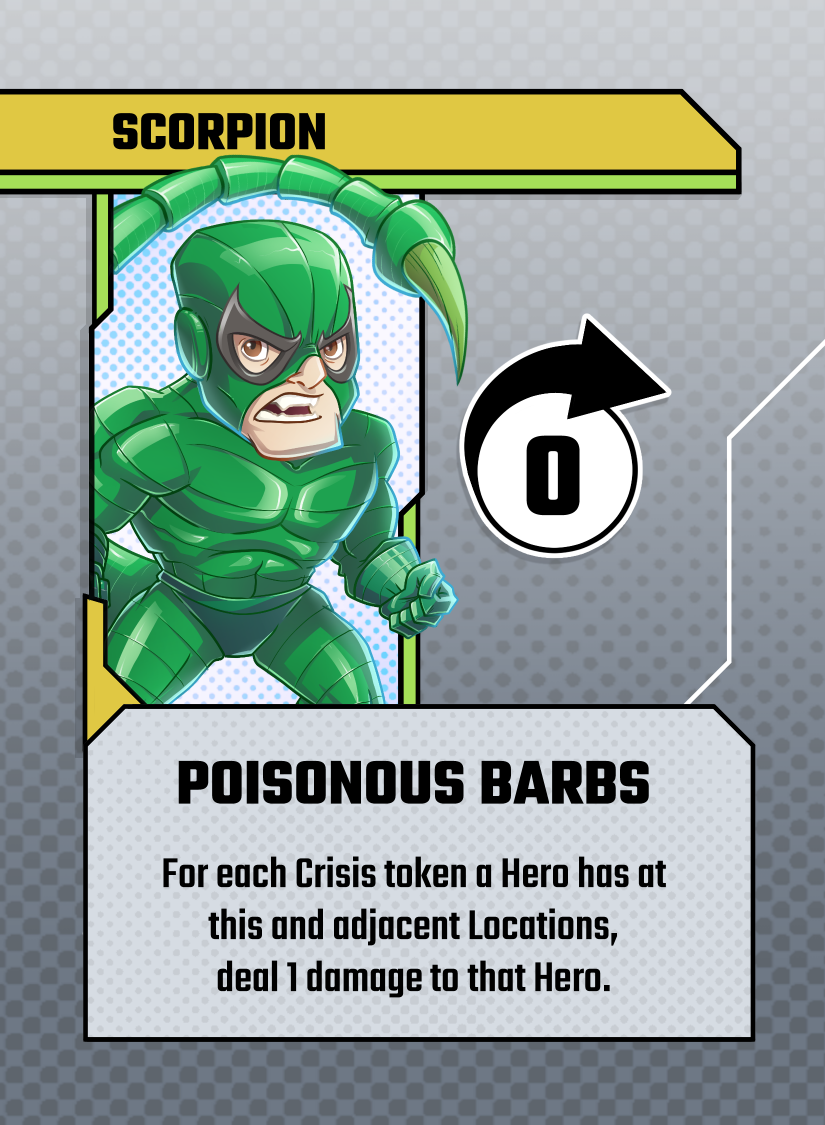 SCORPION
0
POISONOUS BARBS
For each Crisis token a Hero has at
this and adjacent Locations,
deal 1 damage to that Hero.